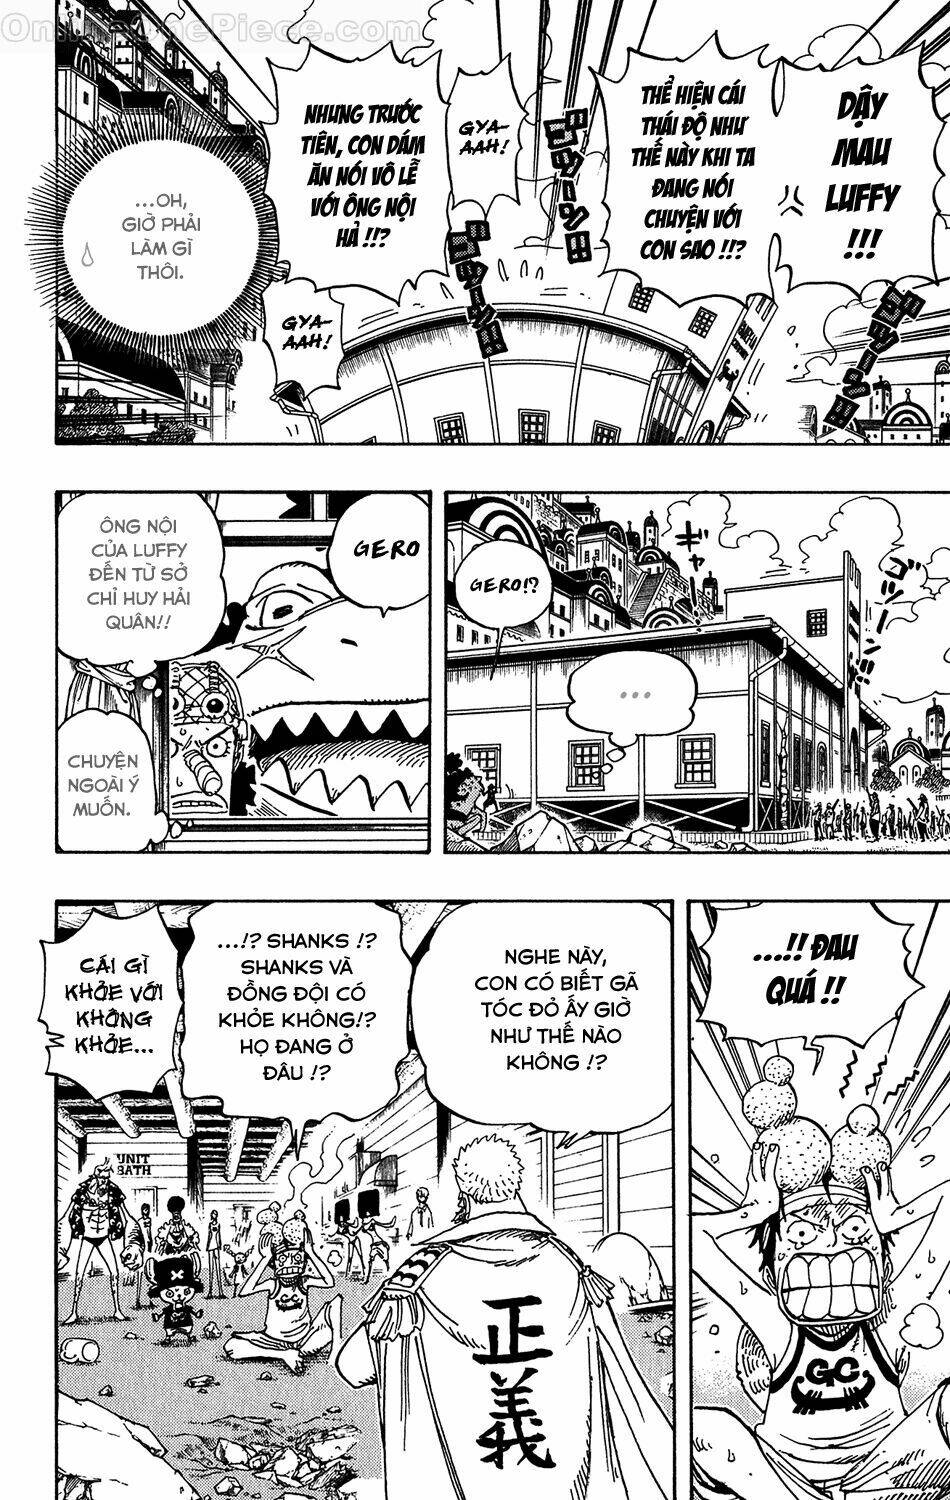 OnlineOnePiece.com
DẬY
MAU
LUFFY
!!!
THỂ HIỆN CÁI
THÁI ĐỘ NHƯ
THẾ NÀY KHI TA
ĐANG NÓI
CHUYỆN VỚI
CON SAO !!?
GYA-
AAH!
NHƯNG TRƯỚC
TIÊN, CON DÁM
ĂN NÓI VÔ LỄ
VỚI ÔNG NỘI
HẢ !!?
GYA-
AAH!
...OH,
GIỜ PHẢI
LÀM GÌ
THÔI.
GERO!?
...
GERO
ÔNG NỘI
CỦA LUFFY
ĐẾN TỪ SỞ
CHỈ HUY HẢI
QUÂN!!
CHUYỆN
NGOÀI Ý
MUỐN.
....!! ĐAU
QUÁ !!
GC
NGHE NÀY,
CON CÓ BIẾT GÃ
TÓC ĐỎ ẤY GIỜ
NHƯ THẾ NÀO
KHÔNG !?
...!? SHANKS !?
SHANKS VÀ
ĐỒNG ĐỘI CÓ
KHỎE KHÔNG!?
HỌ ĐANG Ở
ĐÂU !?
CÁI GÌ
KHỎE VỚI
KHÔNG
KHỎE...
UNIT
BATH
正義